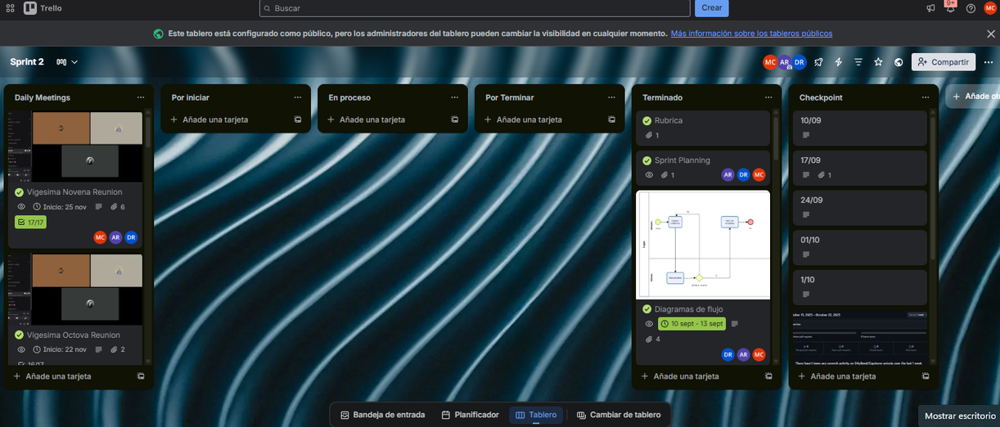 Trello
Buscar
Crear
9+
MC
Este tablero está configurado como público, pero los administradores del tablero pueden cambiar la visibilidad en cualquier momento. Más información sobre los tableros públicos
Sprint 2
MC AR DR
Compartir
Daily Meetings
Vigesima Novena Reunion
Inicio: 25 nov
6
17/17
MC AR DR
Vigesima Octova Reunion
Inicio: 22 nov
2
16/17
Añade una tarjeta
Por iniciar
Añade una tarjeta
En proceso
Añade una tarjeta
Por Terminar
Añade una tarjeta
Terminado
Rubrica
1
Sprint Planning
1
AR DR MC
Diagramas de flujo
10 sept - 13 sept
4
DR AR MC
Añade una tarjeta
Checkpoint
10/09
17/09
1
24/09
01/10
1/10
Añade una tarjeta
Añade otr
Bandeja de entrada
Planificador
Tablero
Cambiar de tablero
Mostrar escritorio